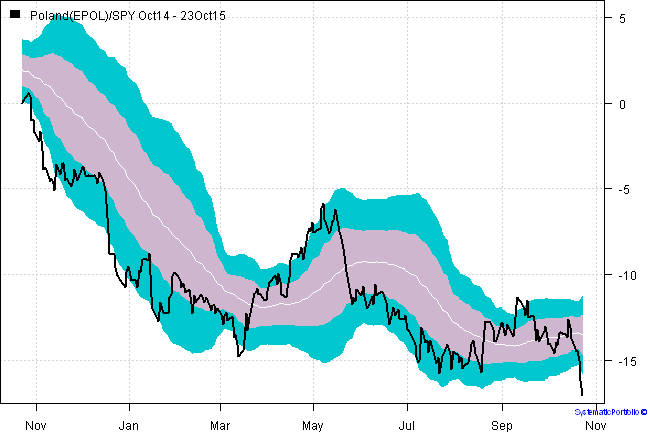 Poland(EPOL)/SPY Oct14 - 23Oct15
5
0
-5
-10
-15
Nov Jan Mar May Jul Sep Nov
SystematicPortfolio ©